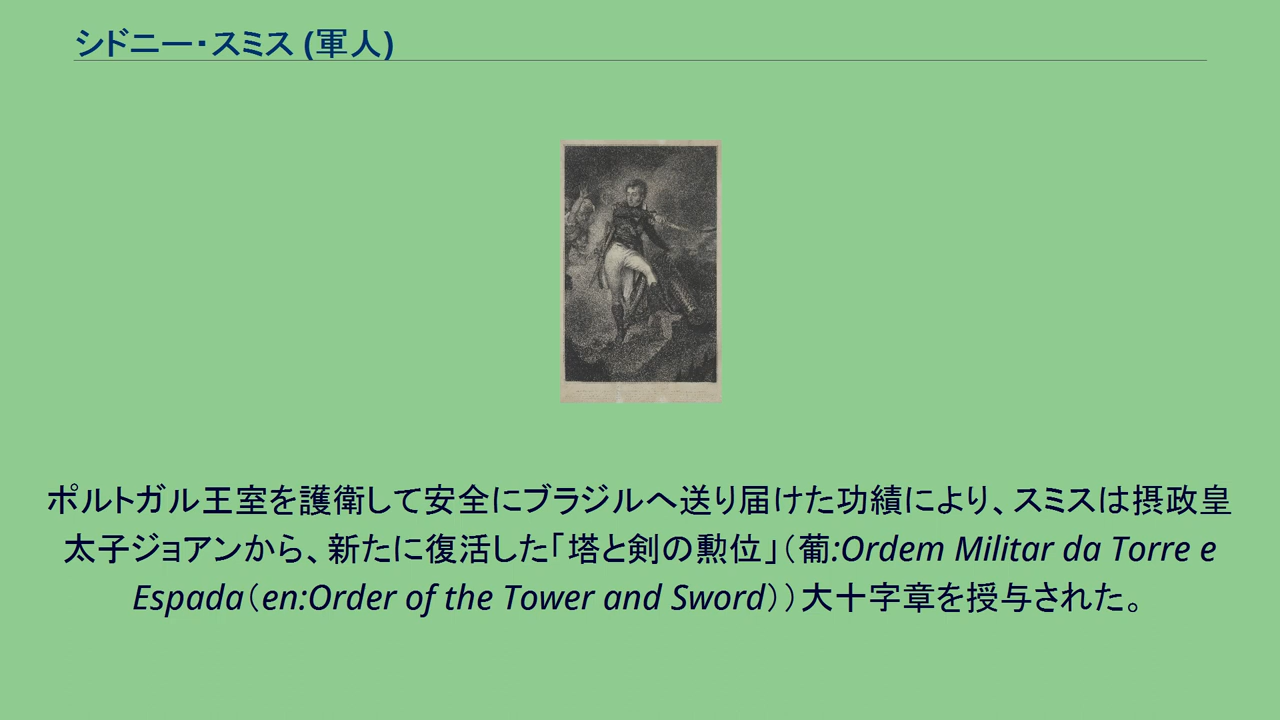 シドニー・スミス (軍人)
ポルトガル王室を護衛して安全にブラジルへ送り届けた功績により、スミスは摂政皇
太子ジョアンから、新たに復活した「塔と剣の勲位」（葡:Ordem Militar da Torre e
Espada（en:Order of the Tower and Sword））大十字章を授与された。